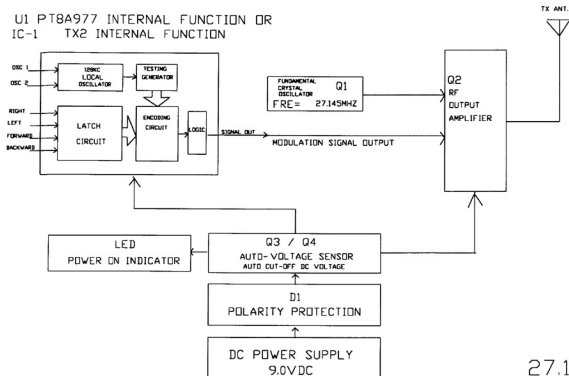 TX ANT.
U1 PT8A977 INTERNAL FUNCTION OR
IC-1 TX2 INTERNAL FUNCTION
OSC 1
OSC 2
128KC
LOCAL
OSCILLATOR
TESTING
GENERATOR
RIGHT
LEFT
FORWARD
BACKWARD
LATCH
CIRCUIT
ENCODING
CIRCUIT
LOGIC
SIGNAL OUT
FUNDAMENTAL
CRYSTAL
OSCILLATOR
Q1
FRE= 27.145MHZ
MODULATION SIGNAL OUTPUT
Q2
RF
OUTPUT
AMPLIFIER
LED
POWER ON INDICATOR
Q3 / Q4
AUTO-VOLTAGE SENSOR
AUTO CUT-OFF DC VOLTAGE
D1
POLARITY PROTECTION
DC POWER SUPPLY
9.0VDC
27.1